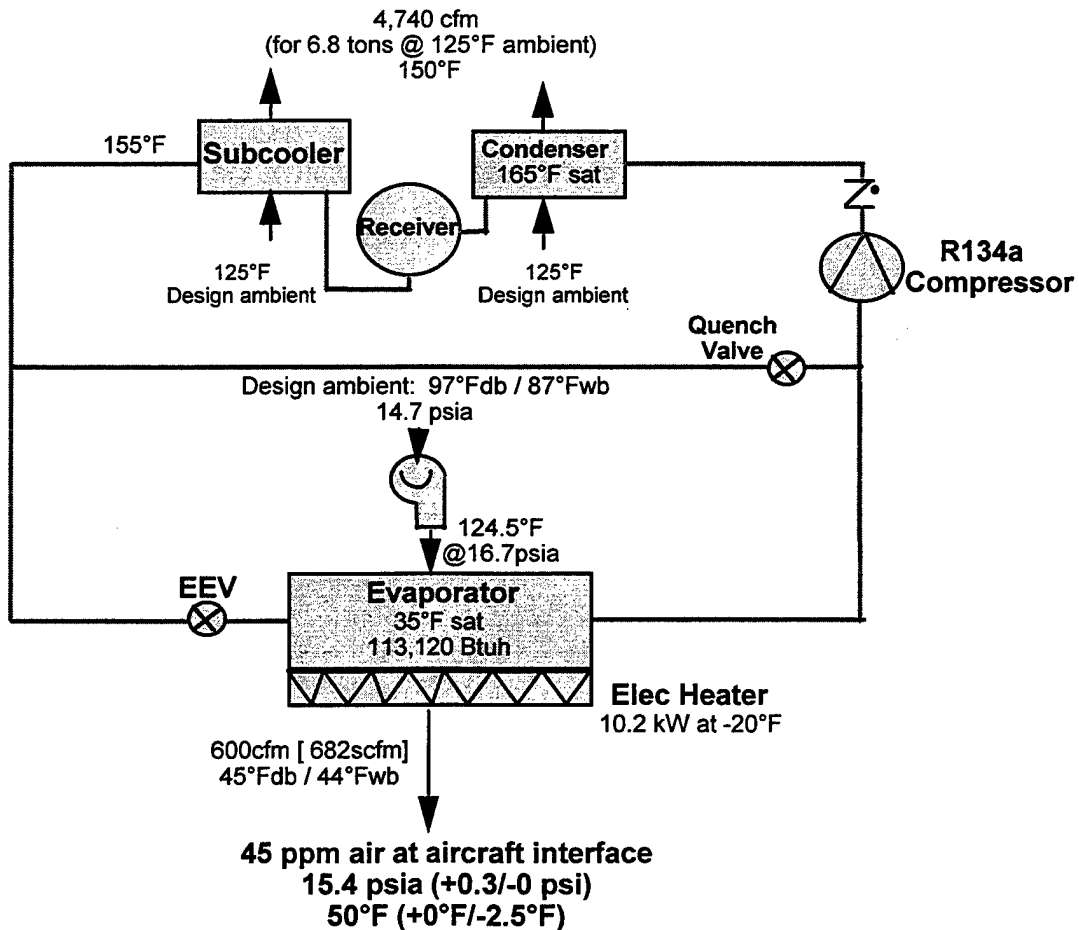 4,740 cfm
(for 6.8 tons @ 125°F ambient)
150°F
155°F
Subcooler
Condenser
165°F sat
Receiver
125°F
Design ambient
125°F
Design ambient
R134a
Compressor
Quench
Valve
Design ambient:  97°Fdb / 87°Fwb
14.7 psia
124.5°F
@16.7psia
EEV
Evaporator
35°F sat
113,120 Btuh
Elec Heater
10.2 kW at -20°F
600cfm [ 682scfm]
45°Fdb / 44°Fwb
45 ppm air at aircraft interface
15.4 psia (+0.3/-0 psi)
50°F (+0°F/-2.5°F)